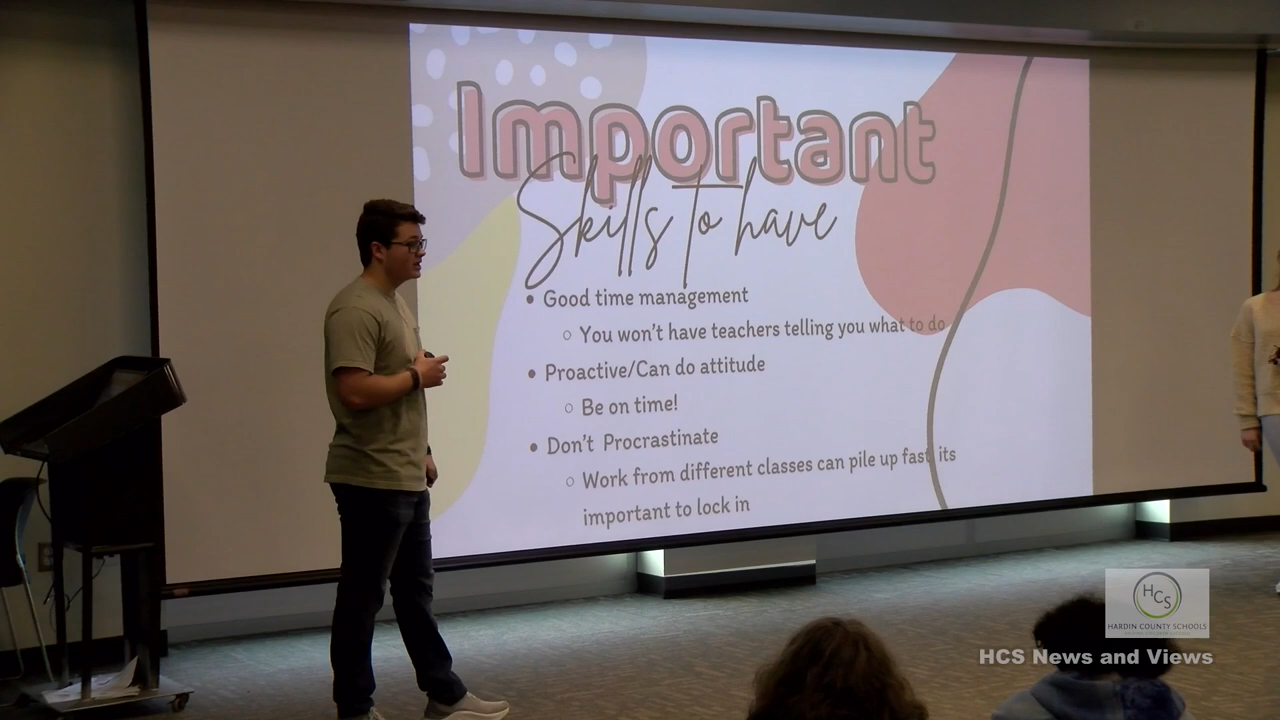 Important
Skills to have
• Good time management
○ You won't have teachers telling you what to do
• Proactive/Can do attitude
○ Be on time!
• Don't Procrastinate
○ Work from different classes can pile up fast, its
important to lock in
HCS
HARDIN COUNTY SCHOOLS
HCS News and Views